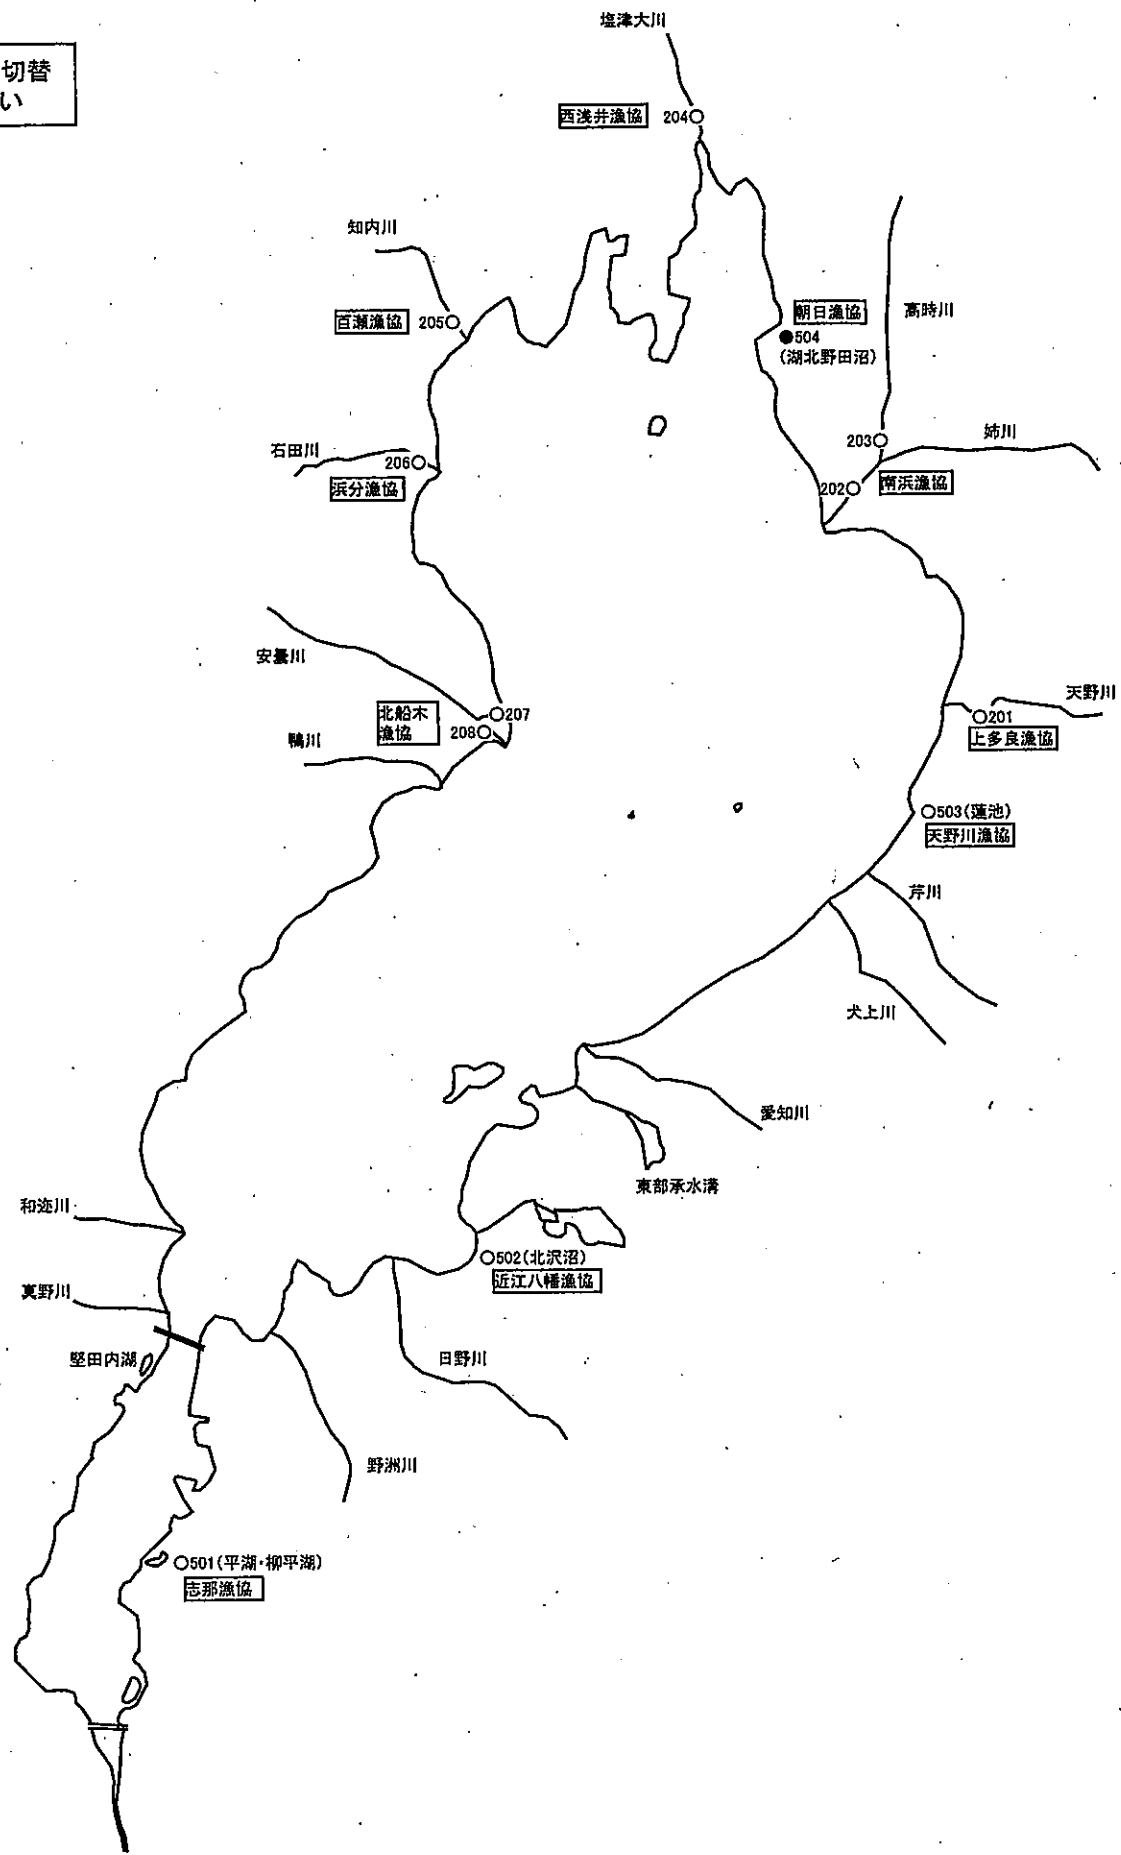 塩津大川
切替
い
西浅井漁協
204
知内川
百瀬漁協
205
朝日漁協
504
(湖北野田沼)
高時川
石田川
206
浜分漁協
203
姉川
202
南浜漁協
安曇川
北船木
漁協
207
208
鴨川
天野川
201
上多良漁協
503(蓮池)
天野川漁協
芹川
犬上川
愛知川
東部承水溝
和迩川
502(北沢沼)
近江八幡漁協
真野川
堅田内湖
日野川
野洲川
501(平湖・柳平湖)
志那漁協